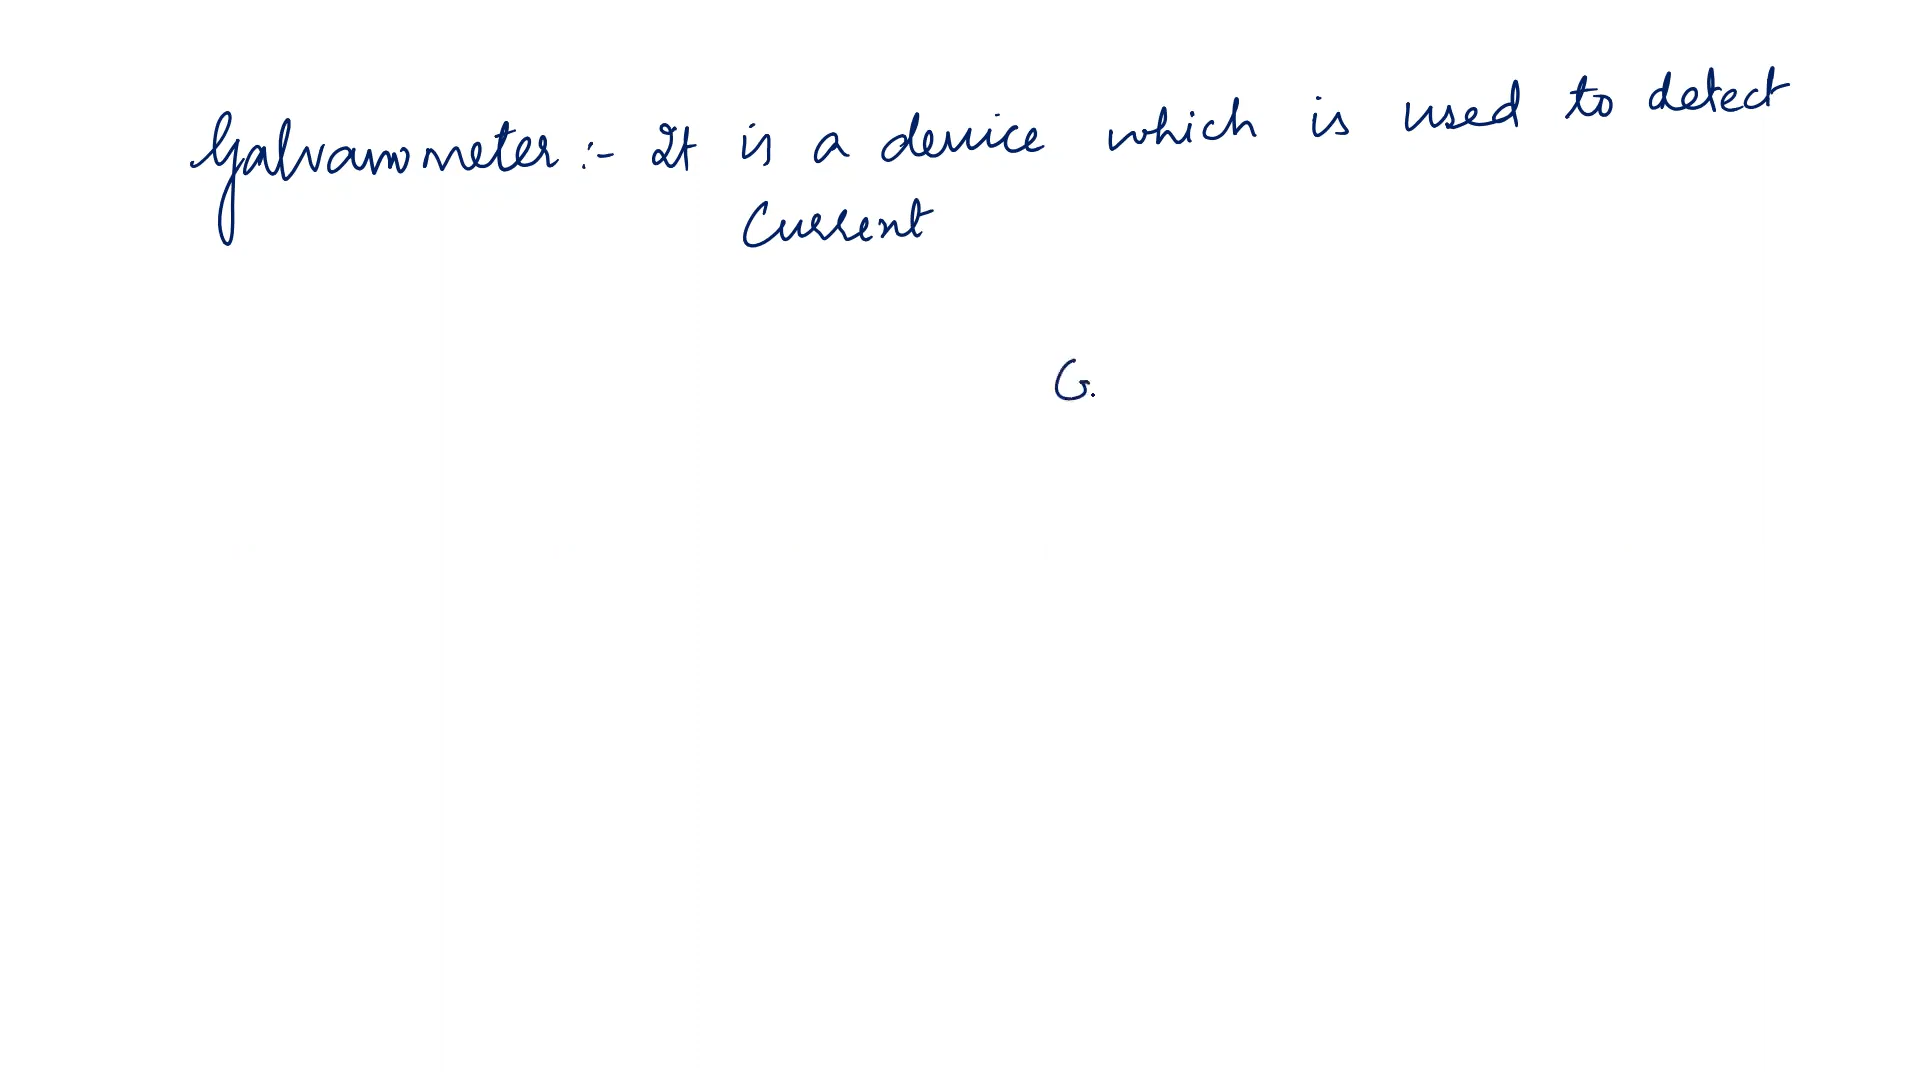 Galvanometer :- It is a device which is used to detect
Current
G.